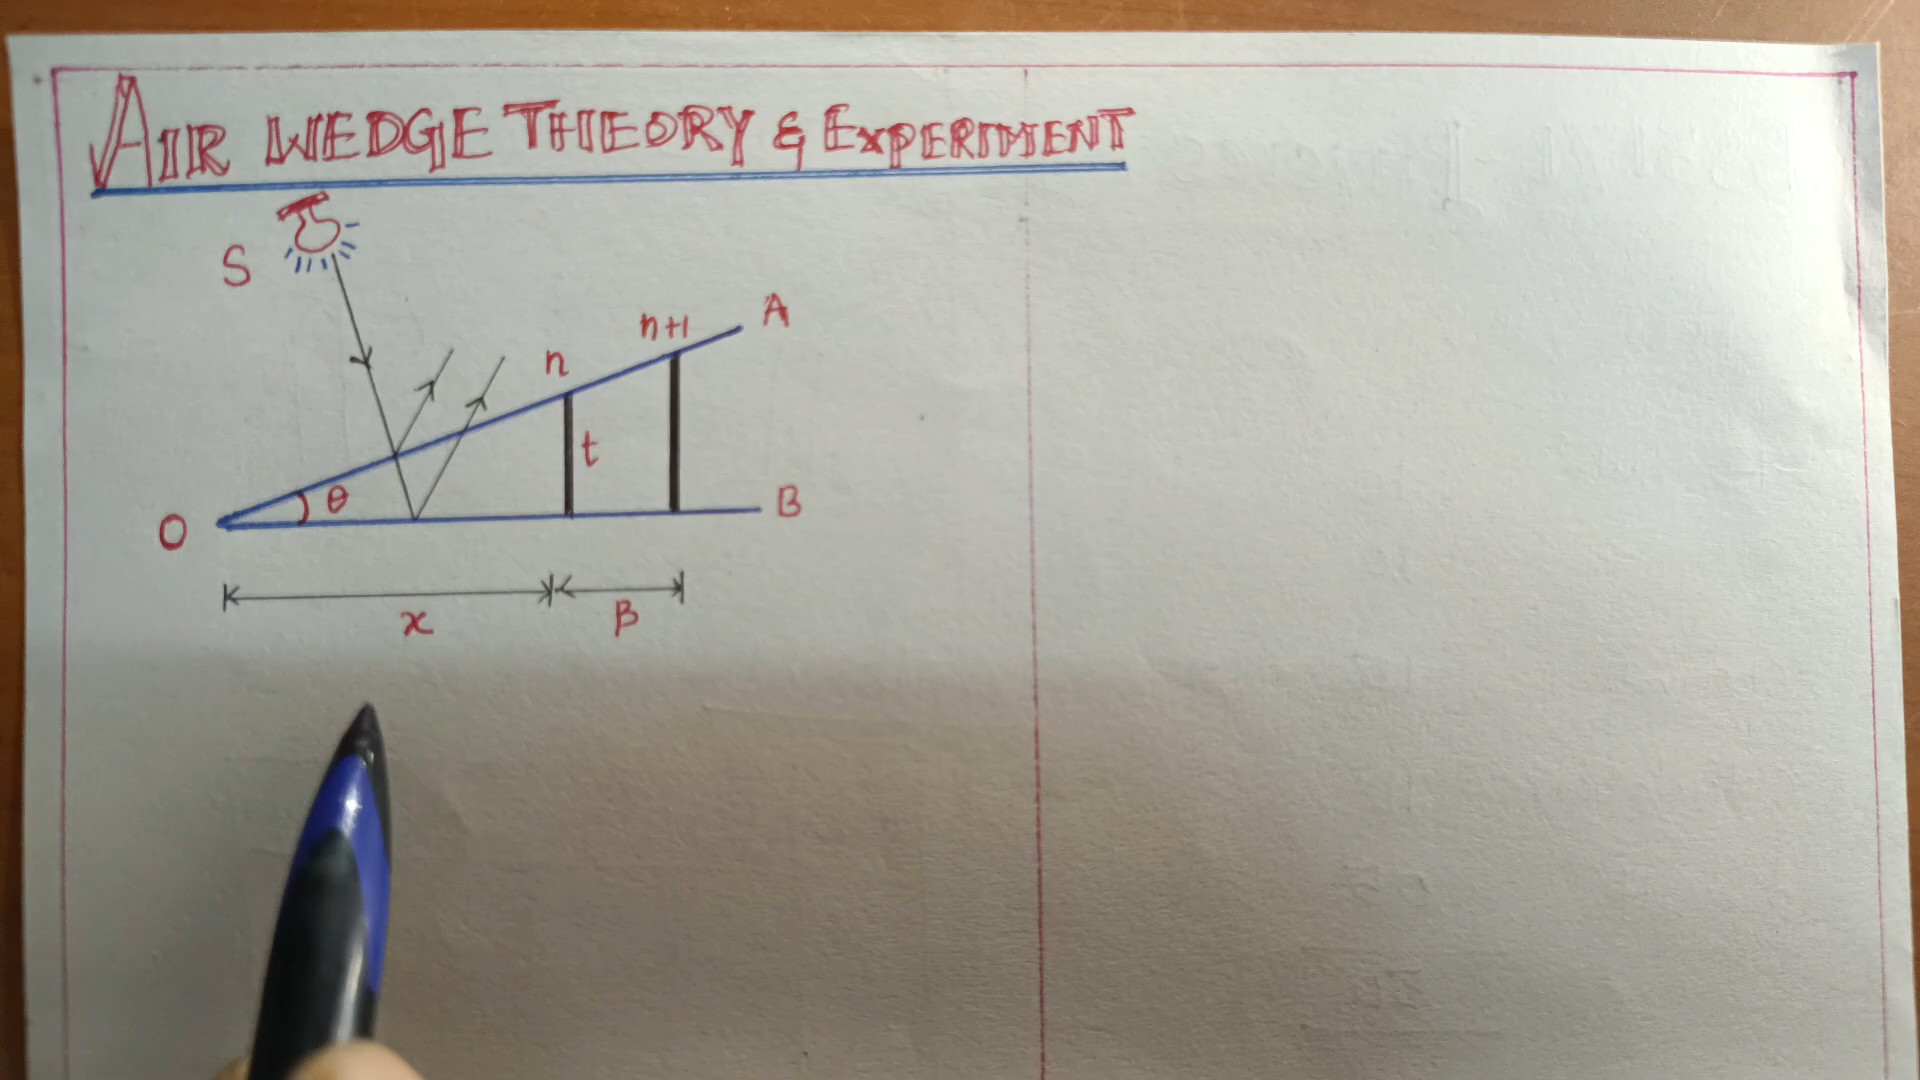 AIR WEDGE THEORY & EXPERIMENT
S
A
n+1
n
t
θ
B
O
x
β